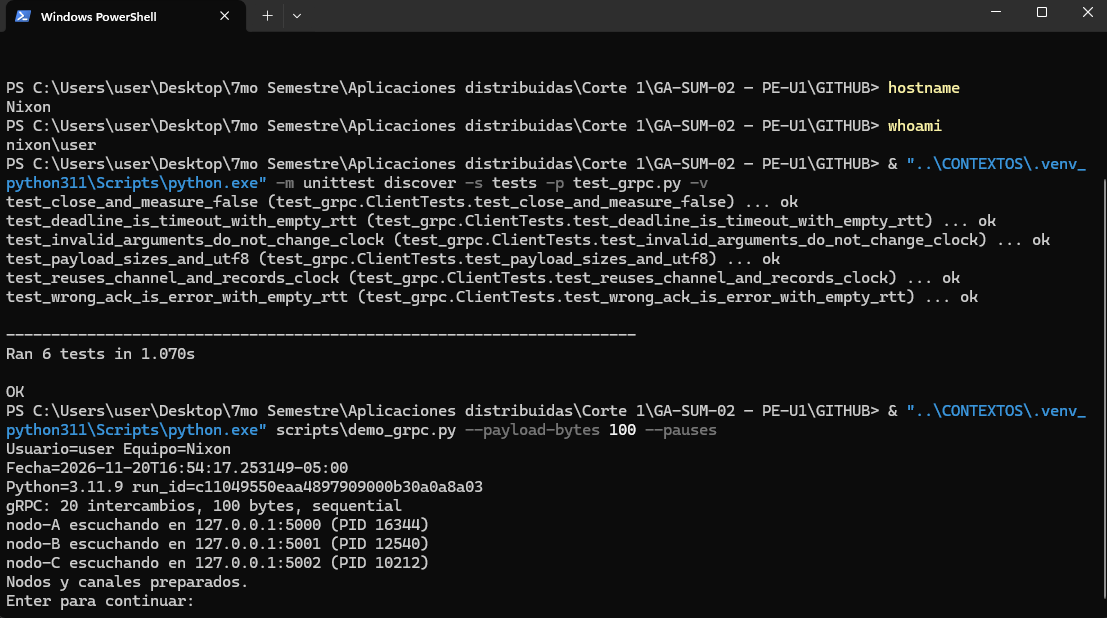 Windows PowerShell
PS C:\Users\user\Desktop\7mo Semestre\Aplicaciones distribuidas\Corte 1\GA-SUM-02 – PE-U1\GITHUB> hostname
Nixon
PS C:\Users\user\Desktop\7mo Semestre\Aplicaciones distribuidas\Corte 1\GA-SUM-02 – PE-U1\GITHUB> whoami
nixon\user
PS C:\Users\user\Desktop\7mo Semestre\Aplicaciones distribuidas\Corte 1\GA-SUM-02 – PE-U1\GITHUB> & "..\CONTEXTOS\.venv_
python311\Scripts\python.exe" -m unittest discover -s tests -p test_grpc.py -v
test_close_and_measure_false (test_grpc.ClientTests.test_close_and_measure_false) ... ok
test_deadline_is_timeout_with_empty_rtt (test_grpc.ClientTests.test_deadline_is_timeout_with_empty_rtt) ... ok
test_invalid_arguments_do_not_change_clock (test_grpc.ClientTests.test_invalid_arguments_do_not_change_clock) ... ok
test_payload_sizes_and_utf8 (test_grpc.ClientTests.test_payload_sizes_and_utf8) ... ok
test_reuses_channel_and_records_clock (test_grpc.ClientTests.test_reuses_channel_and_records_clock) ... ok
test_wrong_ack_is_error_with_empty_rtt (test_grpc.ClientTests.test_wrong_ack_is_error_with_empty_rtt) ... ok
----------------------------------------------------------------------
Ran 6 tests in 1.070s
OK
PS C:\Users\user\Desktop\7mo Semestre\Aplicaciones distribuidas\Corte 1\GA-SUM-02 – PE-U1\GITHUB> & "..\CONTEXTOS\.venv_
python311\Scripts\python.exe" scripts\demo_grpc.py --payload-bytes 100 --pauses
Usuario=user Equipo=Nixon
Fecha=2026-11-20T16:54:17.253149-05:00
Python=3.11.9 run_id=c11049550eaa4897909000b30a0a8a03
gRPC: 20 intercambios, 100 bytes, sequential
nodo-A escuchando en 127.0.0.1:5000 (PID 16344)
nodo-B escuchando en 127.0.0.1:5001 (PID 12540)
nodo-C escuchando en 127.0.0.1:5002 (PID 10212)
Nodos y canales preparados.
Enter para continuar: